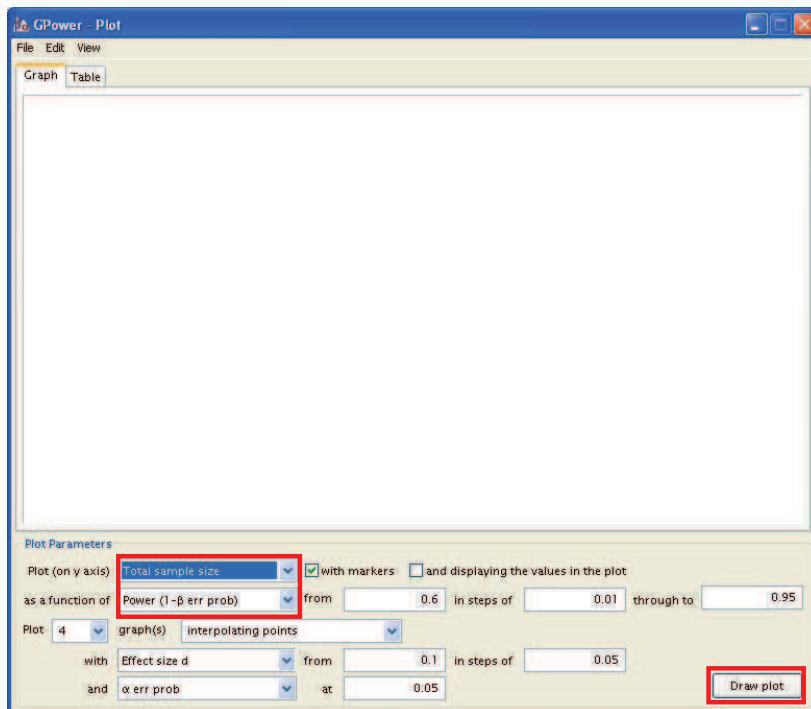 GPower - Plot
File Edit View
Graph Table
Plot Parameters
Plot (on y axis) Total sample size with markers and displaying the values in the plot
as a function of Power (1-β err prob) from 0.6 in steps of 0.01 through to 0.95
Plot 4 graph(s) interpolating points
with Effect size d from 0.1 in steps of 0.05
and α err prob at 0.05 Draw plot